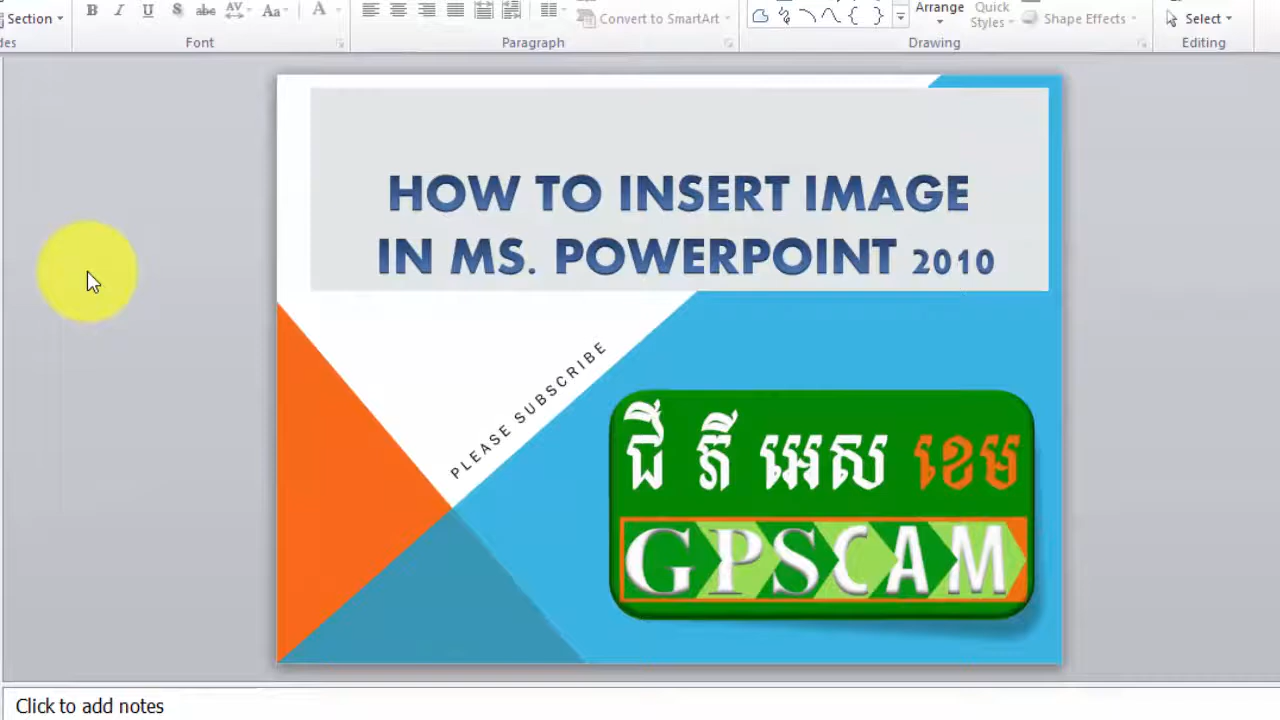 Section
Convert to SmartArt
Arrange
Quick
Styles
Shape Effects
Select
Font
Paragraph
Drawing
Editing
HOW TO INSERT IMAGE
IN MS. POWERPOINT 2010
PLEASE SUBSCRIBE
ជី ភី អេស ខេម
GPSCAM
Click to add notes